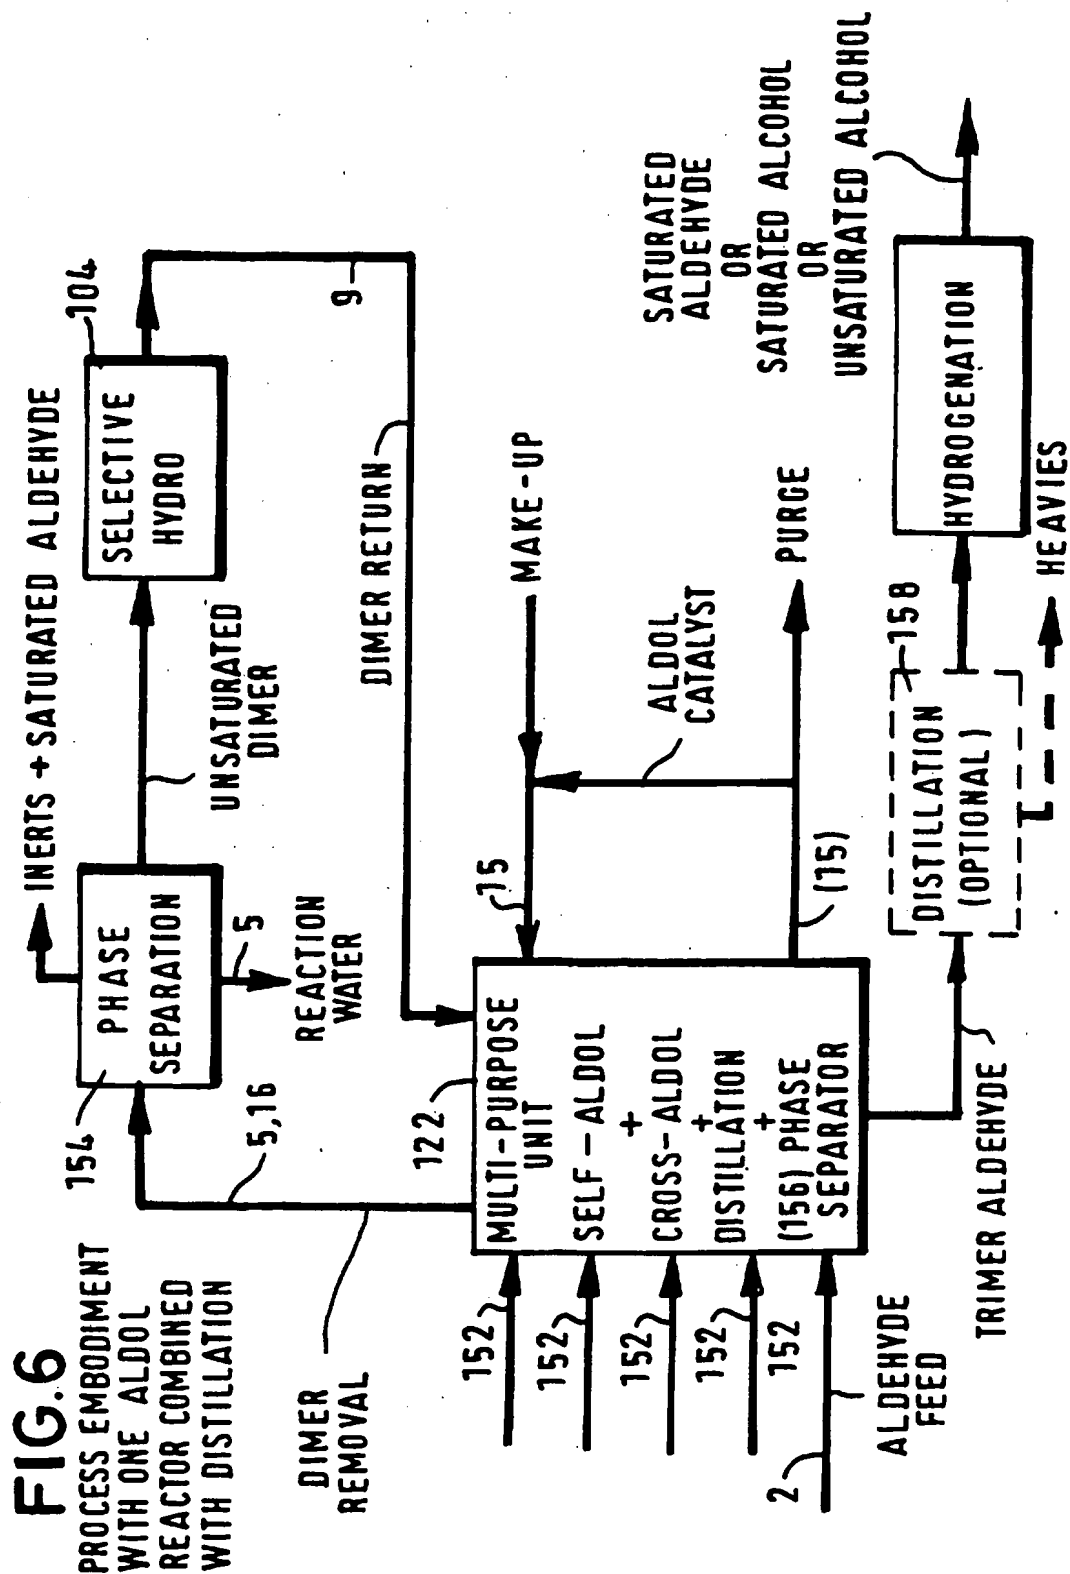 FIG.6
PROCESS EMBODIMENT
WITH ONE ALDOL
REACTOR COMBINED
WITH DISTILLATION
INERTS + SATURATED ALDEHYDE
154
PHASE
SEPARATION
5
REACTION
WATER
UNSATURATED
DIMER
104
SELECTIVE
HYDRO
9
DIMER RETURN
5,16
DIMER
REMOVAL
122
MULTI-PURPOSE
UNIT
SELF-ALDOL
+
CROSS-ALDOL
+
DISTILLATION
+
(156) PHASE
SEPARATOR
152
152
152
152
152
2
ALDEHYDE
FEED
15
MAKE-UP
ALDOL
CATALYST
(15)
PURGE
TRIMER ALDEHYDE
158
DISTILLATION
(OPTIONAL)
HEAVIES
HYDROGENATION
SATURATED
ALDEHYDE
OR
SATURATED ALCOHOL
OR
UNSATURATED ALCOHOL